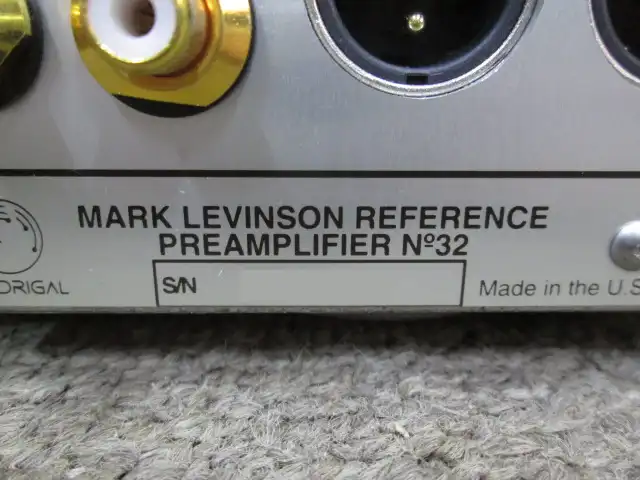 MARK LEVINSON REFERENCE
PREAMPLIFIER Nº32
S/N
Made in the U.S